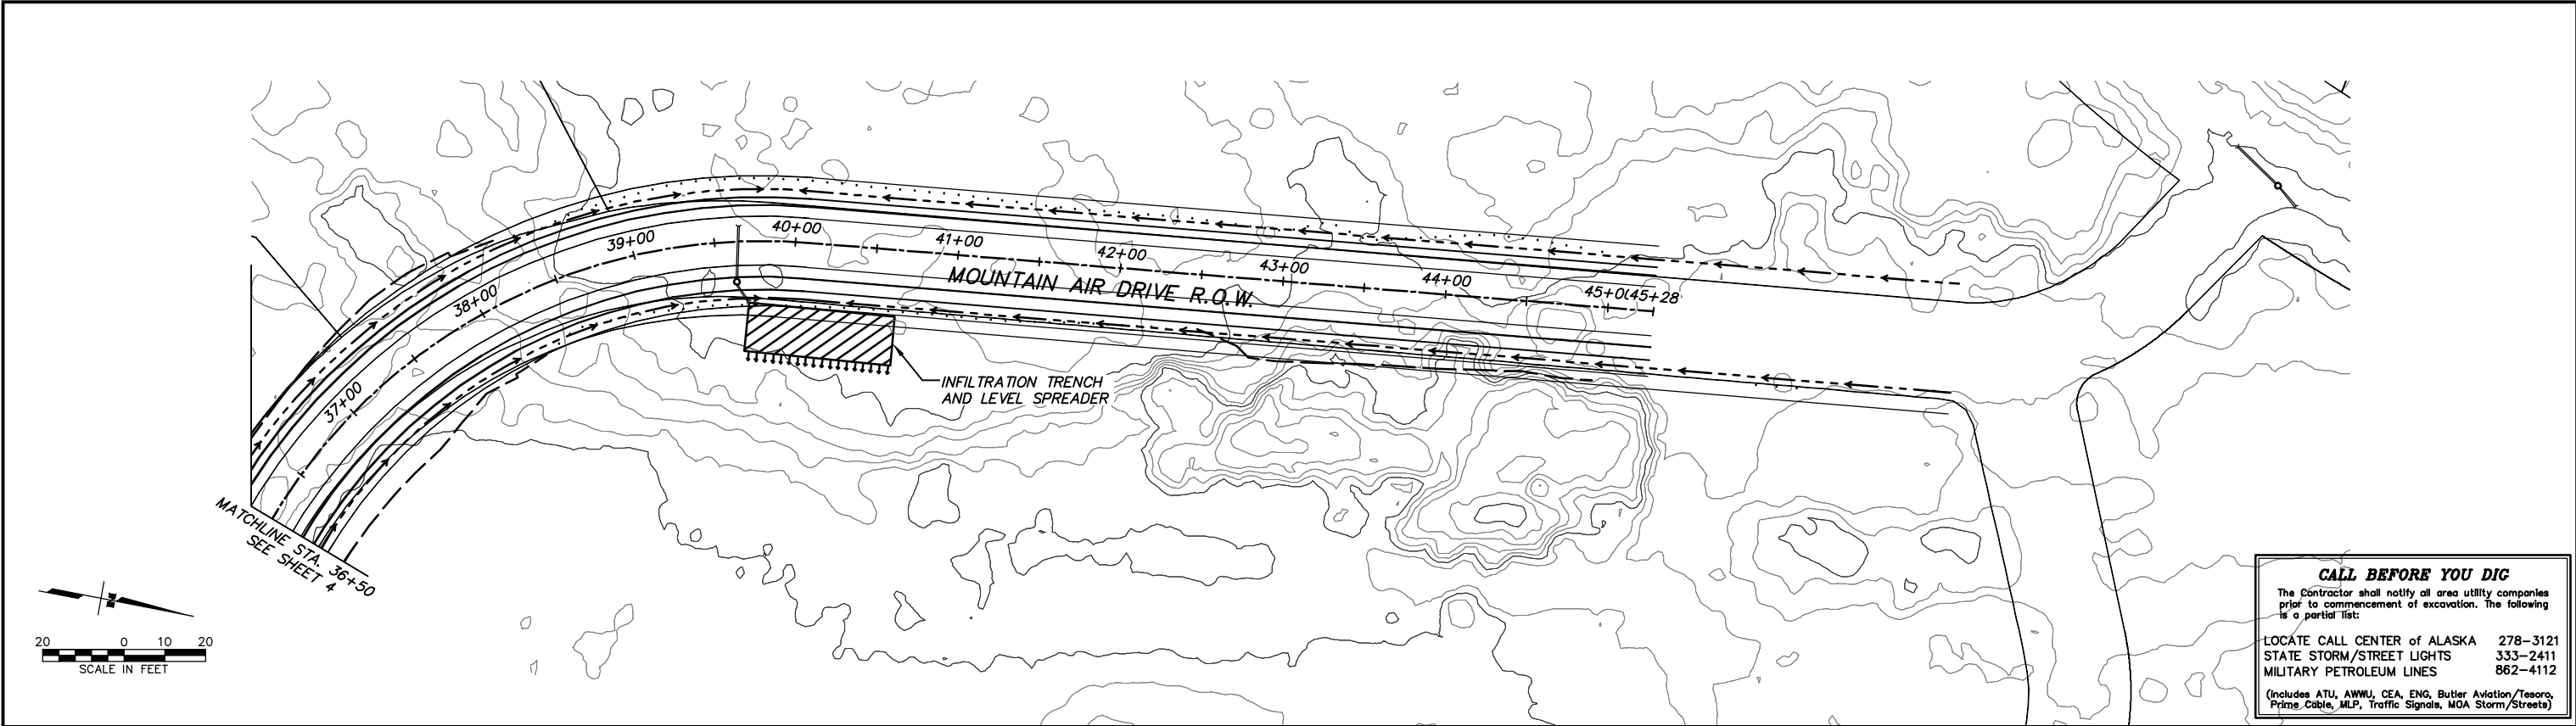 40+00
39+00
41+00
42+00
43+00
44+00
45+0045+28
38+00
37+00
MOUNTAIN AIR DRIVE R.O.W.
INFILTRATION TRENCH
AND LEVEL SPREADER
MATCHLINE STA. 36+50
SEE SHEET 4
20 0 10 20
SCALE IN FEET
CALL BEFORE YOU DIG
The Contractor shall notify all area utility companies
prior to commencement of excavation. The following
is a partial list:
LOCATE CALL CENTER of ALASKA 278-3121
STATE STORM/STREET LIGHTS 333-2411
MILITARY PETROLEUM LINES 862-4112
(includes ATU, AWWU, CEA, ENG, Butler Aviation/Tesoro,
Prime Cable, MLP, Traffic Signals, MOA Storm/Streets)